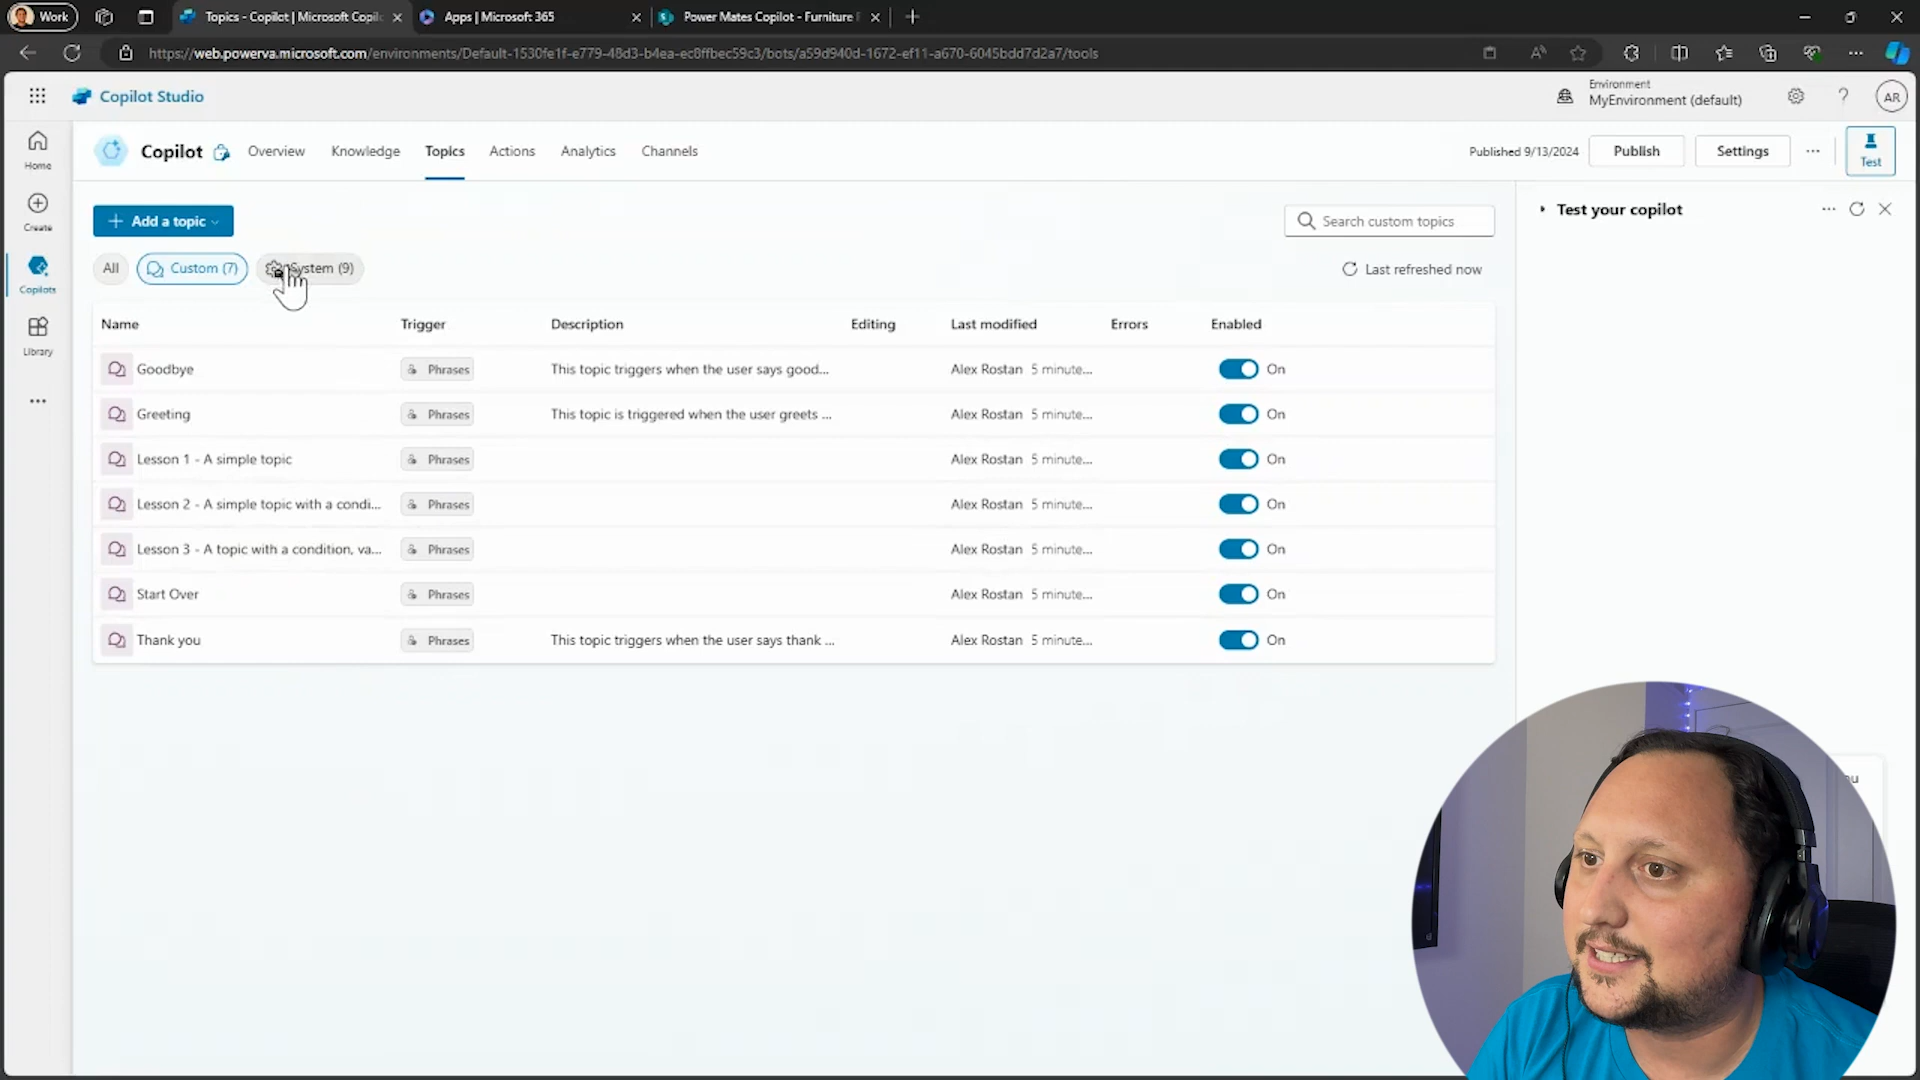 Work
Topics - Copilot | Microsoft Copil
Apps | Microsoft 365
Power Mates Copilot - Furniture
https://web.powerva.microsoft.com/environments/Default-1530fe1f-e779-48d3-b4ea-ec8ffbec59c3/bots/a59d940d-1672-ef11-a670-6045bdd7d2a7/tools
Copilot Studio
Environment
MyEnvironment (default)
AR
Home
Create
Copilots
Library
Copilot
Overview
Knowledge
Topics
Actions
Analytics
Channels
Published 9/13/2024
Publish
Settings
Test
Add a topic
Search custom topics
All
Custom (7)
System (9)
Last refreshed now
Name Trigger Description Editing Last modified Errors Enabled
Goodbye Phrases This topic triggers when the user says good... Alex Rostan 5 minute... On
Greeting Phrases This topic is triggered when the user greets ... Alex Rostan 5 minute... On
Lesson 1 - A simple topic Phrases Alex Rostan 5 minute... On
Lesson 2 - A simple topic with a condi... Phrases Alex Rostan 5 minute... On
Lesson 3 - A topic with a condition, va... Phrases Alex Rostan 5 minute... On
Start Over Phrases Alex Rostan 5 minute... On
Thank you Phrases This topic triggers when the user says thank ... Alex Rostan 5 minute... On
Test your copilot